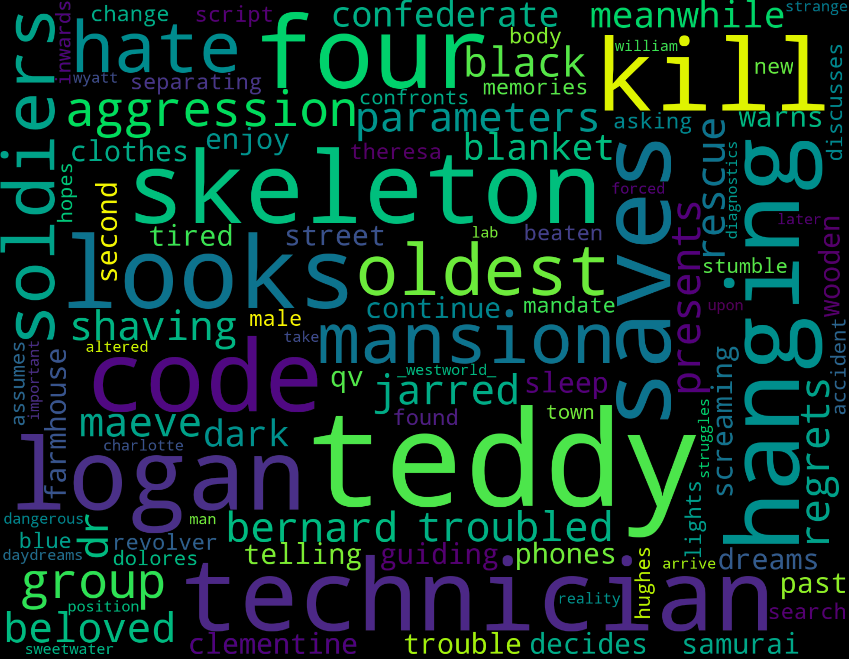 change script confederate meanwhile strange
inwards hate four body william
wyatt separating black kill new
soldiers aggression confronts memories parameters asking warns discusses
clothes enjoy theresa blanket rescue
hopes skeleton saves forced diagnostics later
second tired street lab beaten presents hanging
looks oldest stumble wooden upon
shaving male continue mandate
altered take mansion screaming accident
assumes important code qv _westworld_ jarred sleep
farmhouse maeve dark found town struggles regrets
charlotte logan teddy lights
dangerous man bernard troubled
blue dr revolver
daydreams dolores telling guiding phones hughes arrive dreams
group technician reality past
position search
beloved
sweetwater clementine trouble decides samurai